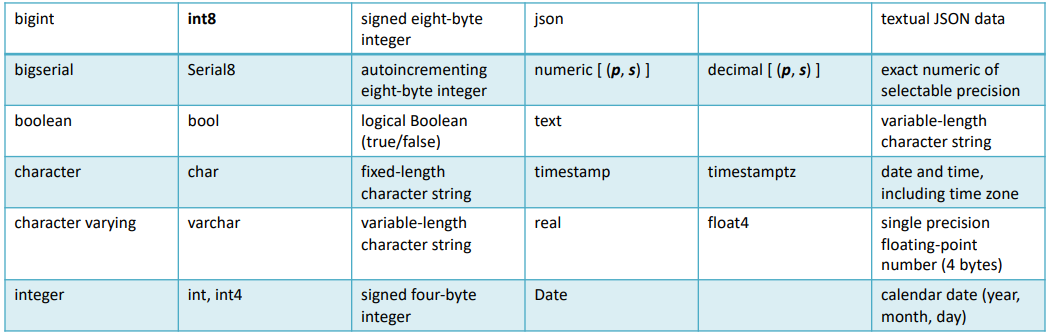 bigint int8 signed eight-byte json textual JSON data
integer
bigserial Serial8 autoincrementing numeric [ (p, s) ] decimal [ (p, s) ] exact numeric of
eight-byte integer selectable precision
boolean bool logical Boolean text variable-length
(true/false) character string
character char fixed-length timestamp timestamptz date and time,
character string including time zone
character varying varchar variable-length real float4 single precision
character string floating-point
number (4 bytes)
integer int, int4 signed four-byte Date calendar date (year,
integer month, day)